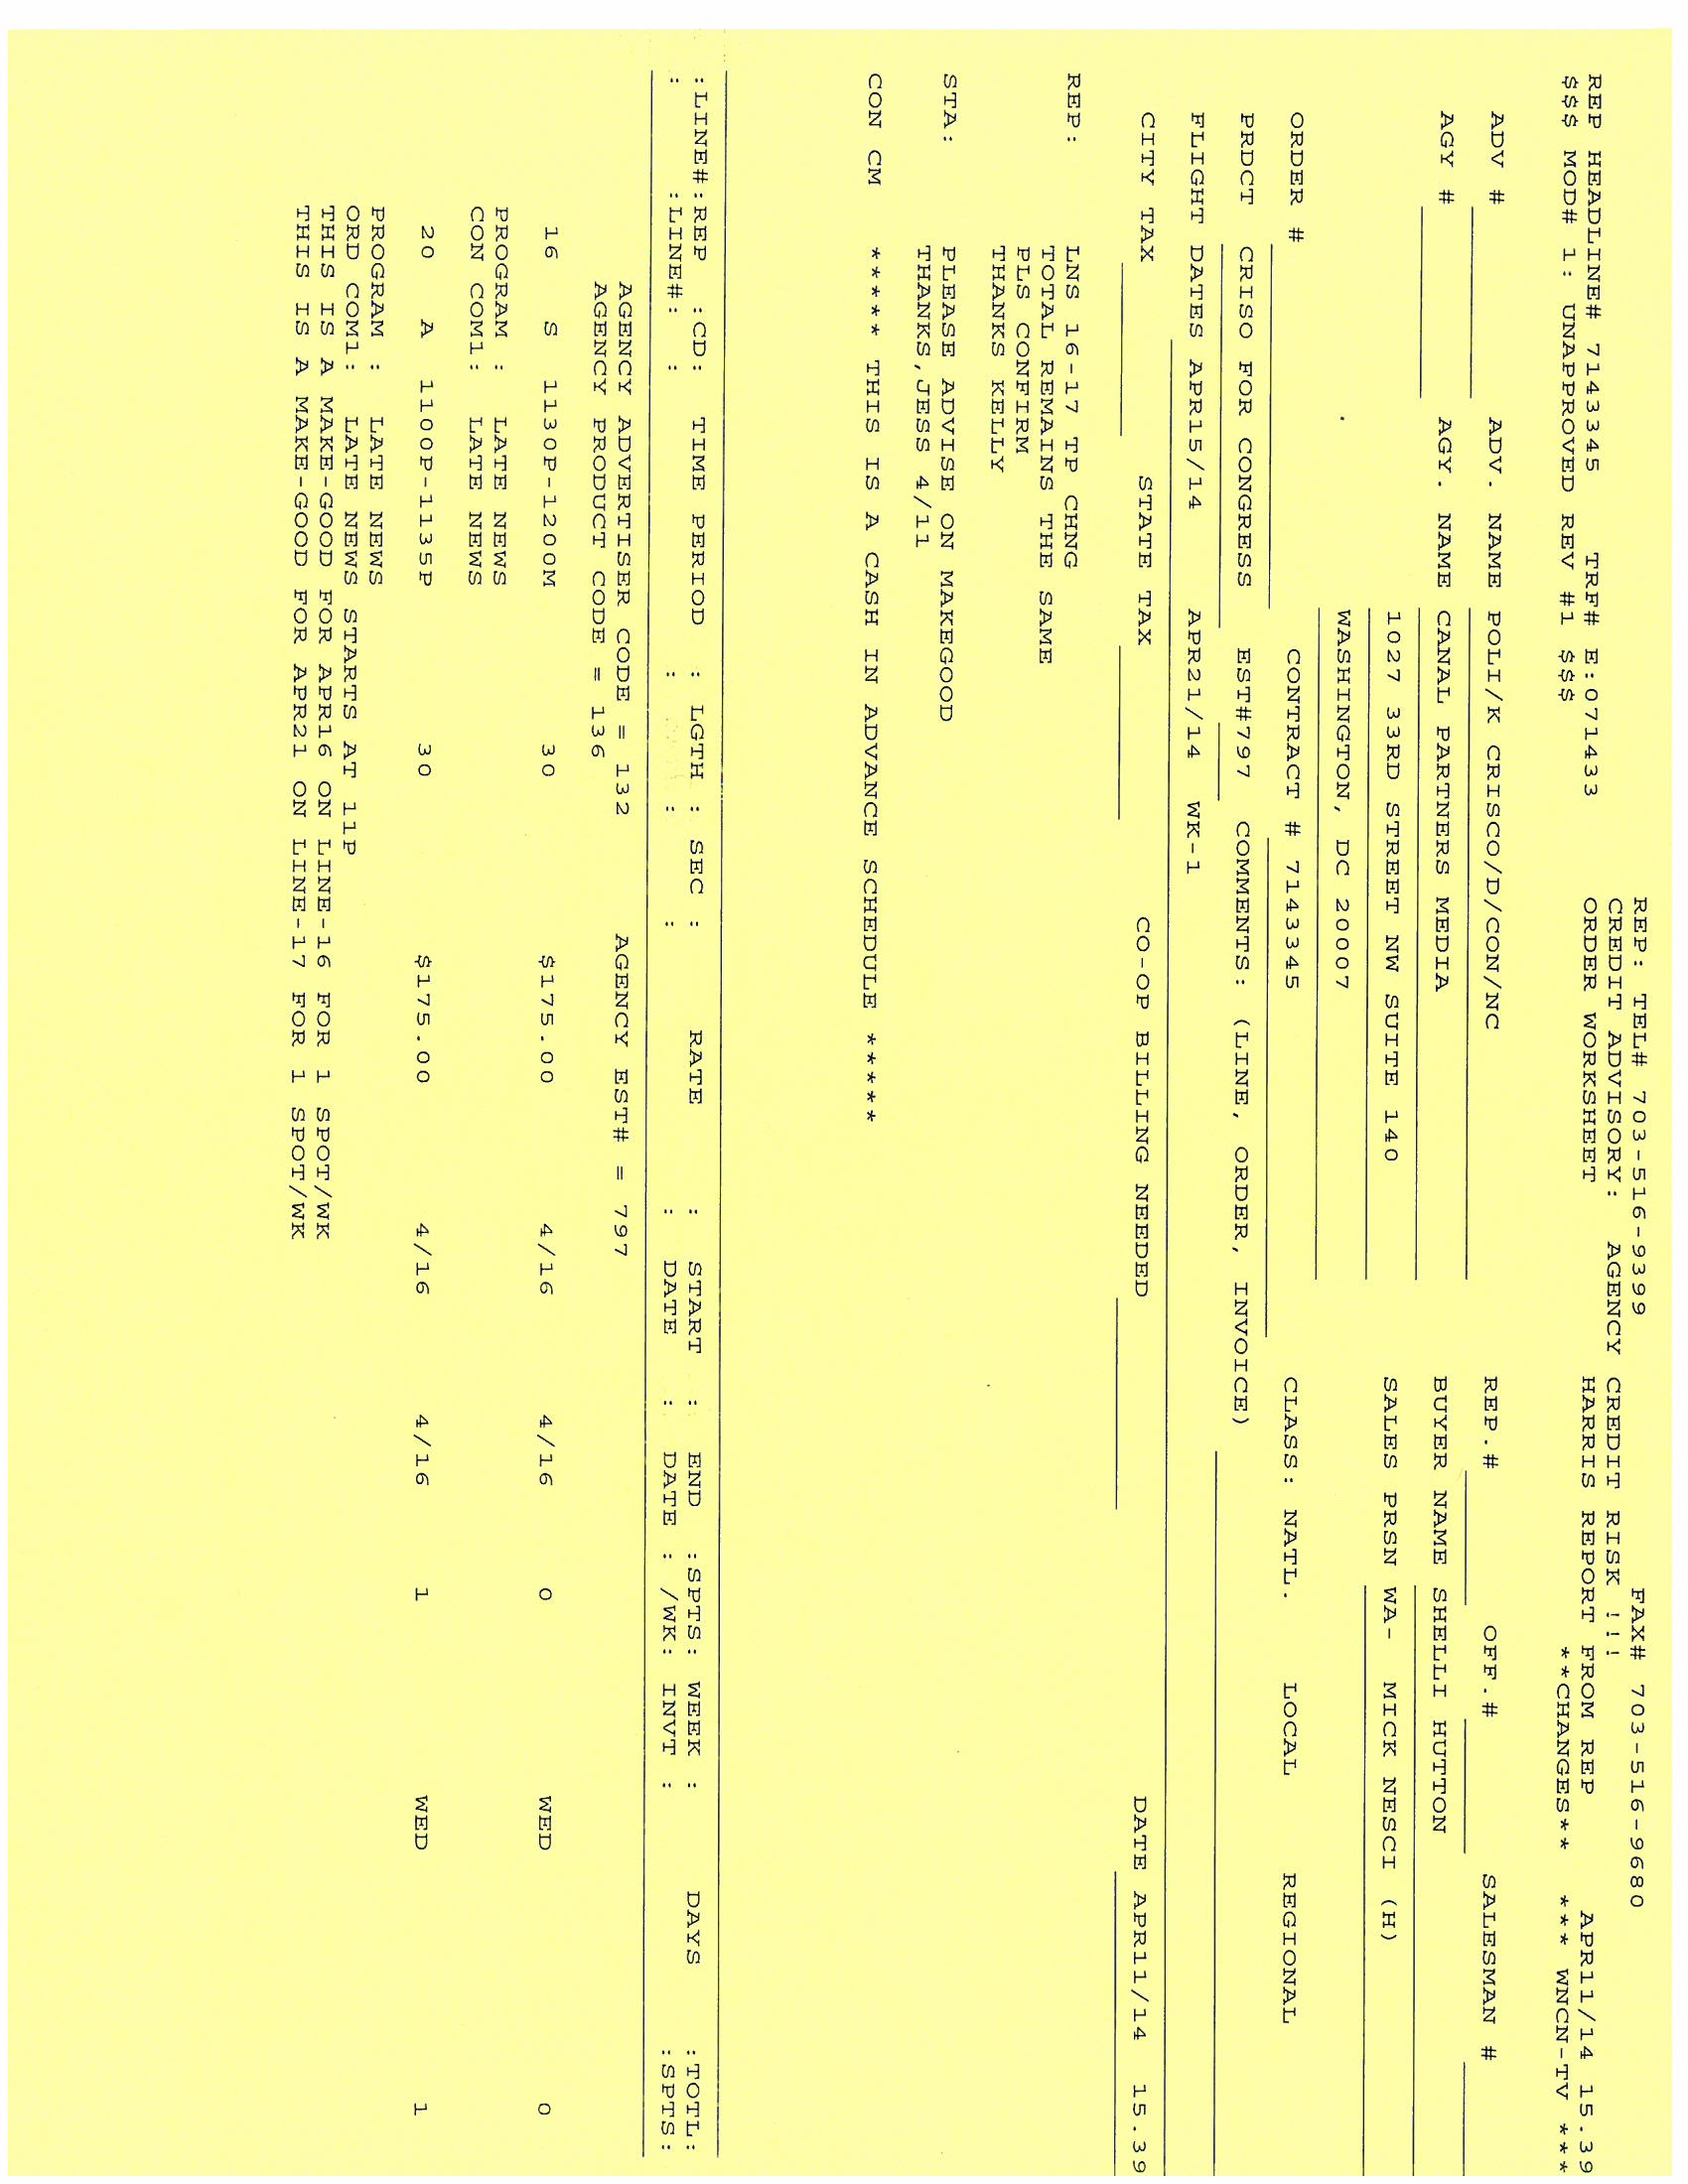 REP: TEL# 703-516-9399 FAX# 703-516-9680
CREDIT ADVISORY: AGENCY CREDIT RISK !!!
REP HEADLINE# 7143345 TRF# E:071433 ORDER WORKSHEET HARRIS REPORT FROM REP APR11/14 15.39
$$$ MOD# 1: UNAPPROVED REV #1 $$$ **CHANGES** *** WNCN-TV ***
ADV # ADV. NAME POLI/K CRISCO/D/CON/NC REP.# OFF.# SALESMAN #
AGY # AGY. NAME CANAL PARTNERS MEDIA BUYER NAME SHELLI HUTTON
1027 33RD STREET NW SUITE 140 SALES PRSN WA- MICK NESCI (H)
WASHINGTON, DC 20007
ORDER # CONTRACT # 7143345 CLASS: NATL. LOCAL REGIONAL
PRDCT CRISO FOR CONGRESS EST#797 COMMENTS: (LINE, ORDER, INVOICE)
FLIGHT DATES APR15/14 APR21/14 WK-1
CITY TAX STATE TAX CO-OP BILLING NEEDED DATE APR11/14 15.39
REP: LNS 16-17 TP CHNG
TOTAL REMAINS THE SAME
PLS CONFIRM
THANKS KELLY
STA: PLEASE ADVISE ON MAKEGOOD
THANKS,JESS 4/11
CON CM ***** THIS IS A CASH IN ADVANCE SCHEDULE *****
:LINE#:REP :CD: TIME PERIOD : LGTH : SEC : RATE : START : END :SPTS: WEEK : DAYS :TOTL:
: :LINE#: : : : : : DATE : DATE : /WK: INVT : :SPTS:
AGENCY ADVERTISER CODE = 132 AGENCY EST# = 797
AGENCY PRODUCT CODE = 136
16 S 1130P-1200M 30 $175.00 4/16 4/16 0 WED 0
PROGRAM : LATE NEWS
CON COM1: LATE NEWS
20 A 1100P-1135P 30 $175.00 4/16 4/16 1 WED 1
PROGRAM : LATE NEWS
ORD COM1: LATE NEWS STARTS AT 11P
THIS IS A MAKE-GOOD FOR APR16 ON LINE-16 FOR 1 SPOT/WK
THIS IS A MAKE-GOOD FOR APR21 ON LINE-17 FOR 1 SPOT/WK